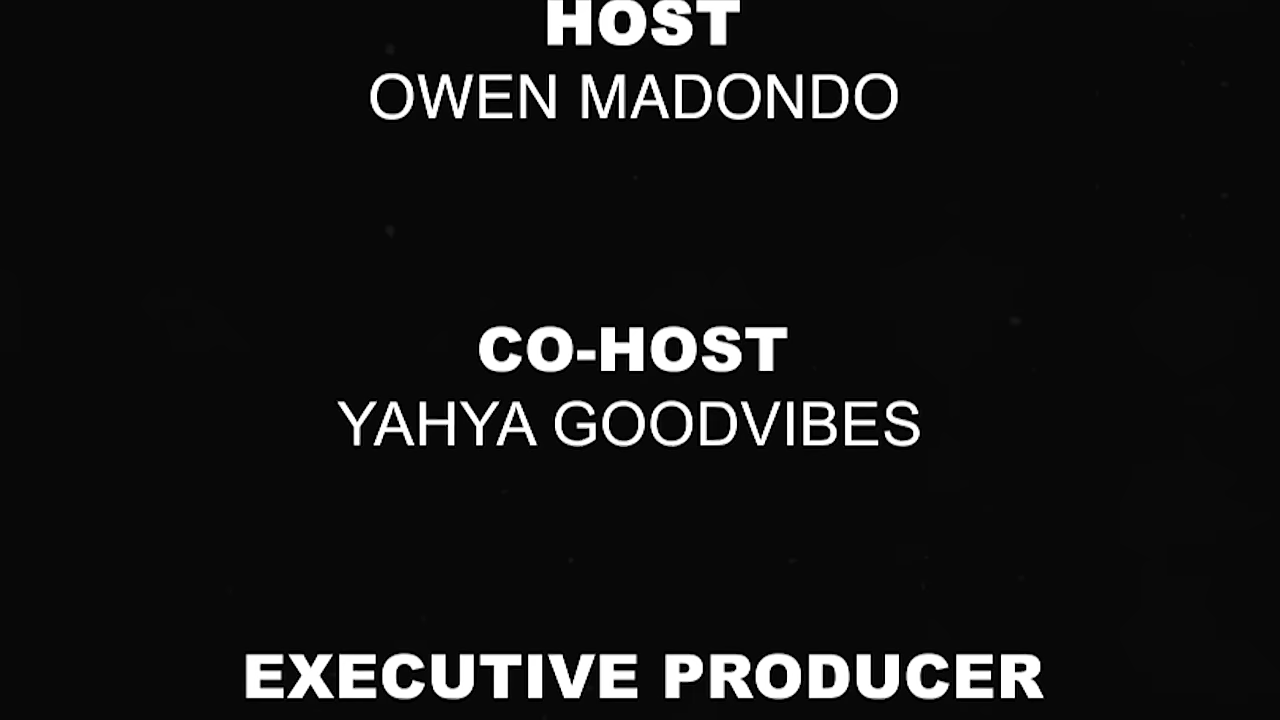 HOST
OWEN MADONDO
CO-HOST
YAHYA GOODVIBES
EXECUTIVE PRODUCER